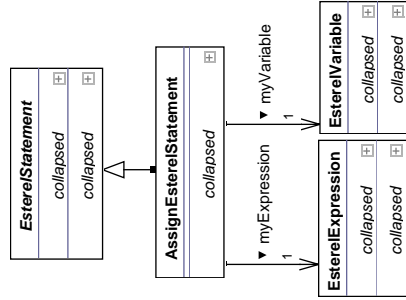 EsterelStatement
collapsed
collapsed
AssignEsterelStatement
collapsed
myExpression
1
myVariable
1
EsterelExpression
collapsed
collapsed
EsterelVariable
collapsed
collapsed